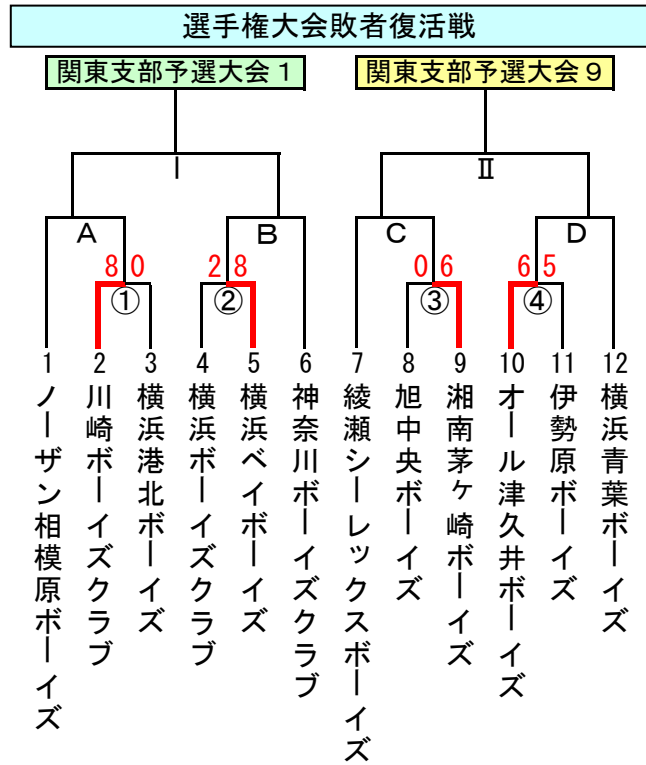 選手権大会敗者復活戦
関東支部予選大会1
関東支部予選大会9
Ⅰ
Ⅱ
A
B
C
D
8 0
2 8
0 6
6 5
①
②
③
④
1
2
3
4
5
6
7
8
9
10
11
12
ノーザン相模原ボーイズ
川崎ボーイズクラブ
横浜港北ボーイズ
横浜ボーイズクラブ
横浜ベイボーイズ
神奈川ボーイズクラブ
綾瀬シーレックスボーイズ
旭中央ボーイズ
湘南茅ヶ崎ボーイズ
オール津久井ボーイズ
伊勢原ボーイズ
横浜青葉ボーイズ